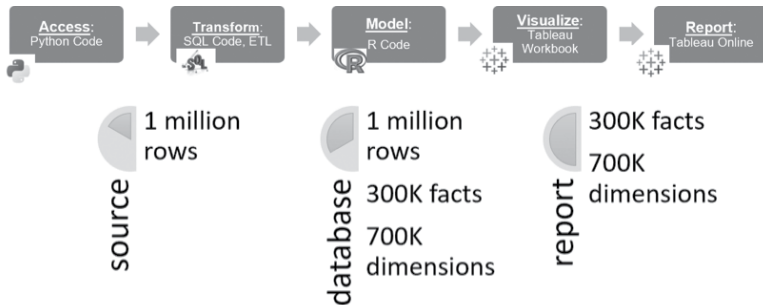 Access:
Python Code
Transform:
SQL Code, ETL
Model:
R Code
Visualize:
Tableau
Workbook
Report:
Tableau Online
SQL
R
source
1 million
rows
database
1 million
rows
300K facts
700K
dimensions
report
300K facts
700K
dimensions